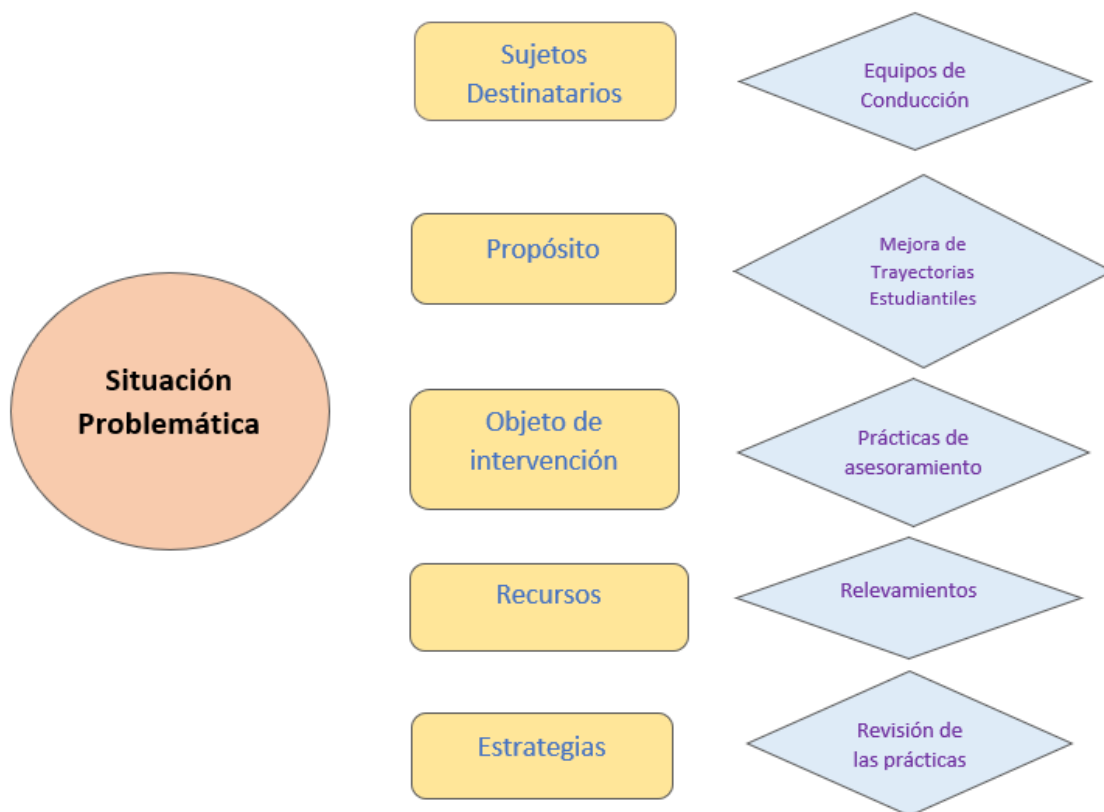 Situación
Problemática
Sujetos
Destinatarios
Equipos de
Conducción
Propósito
Mejora de
Trayectorias
Estudiantiles
Objeto de
intervención
Prácticas de
asesoramiento
Recursos
Relevamientos
Estrategias
Revisión de
las prácticas